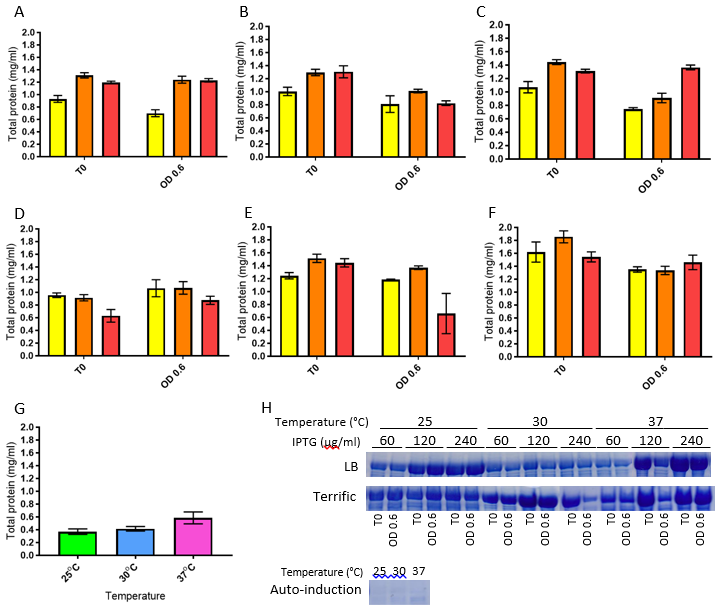 A
Total protein (mg/ml)
2.0
1.8
1.6
1.4
1.2
1.0
0.8
0.6
0.4
1.2
0.0
T0
OD 0.6
B
Total protein (mg/ml)
2.0
1.8
1.6
1.4
1.2
1.0
0.8
0.6
0.4
1.2
0.0
T0
OD 0.6
C
Total protein (mg/ml)
2.0
1.8
1.6
1.4
1.2
1.0
0.8
0.6
0.4
1.2
0.0
T0
OD 0.6
D
Total protein (mg/ml)
2.0
1.8
1.6
1.4
1.2
1.0
0.8
0.6
0.4
1.2
0.0
T0
OD 0.6
E
Total protein (mg/ml)
2.0
1.8
1.6
1.4
1.2
1.0
0.8
0.6
0.4
1.2
0.0
T0
OD 0.6
F
Total protein (mg/ml)
2.0
1.8
1.6
1.4
1.2
1.0
0.8
0.6
0.4
1.2
0.0
T0
OD 0.6
G
Total protein (mg/ml)
2.0
1.8
1.6
1.4
1.2
1.0
0.8
0.6
0.4
0.2
0.0
25°C 30°C 37°C
Temperature
H
Temperature (°C) 25 30 37
IPTG (µg/ml) 60 120 240 60 120 240 60 120 240
LB
Terrific
T0 OD 0.6 T0 OD 0.6 T0 OD 0.6 T0 OD 0.6 T0 OD 0.6 T0 OD 0.6 T0 OD 0.6 T0 OD 0.6 T0 OD 0.6
Temperature (°C) 25 30 37
Auto-induction